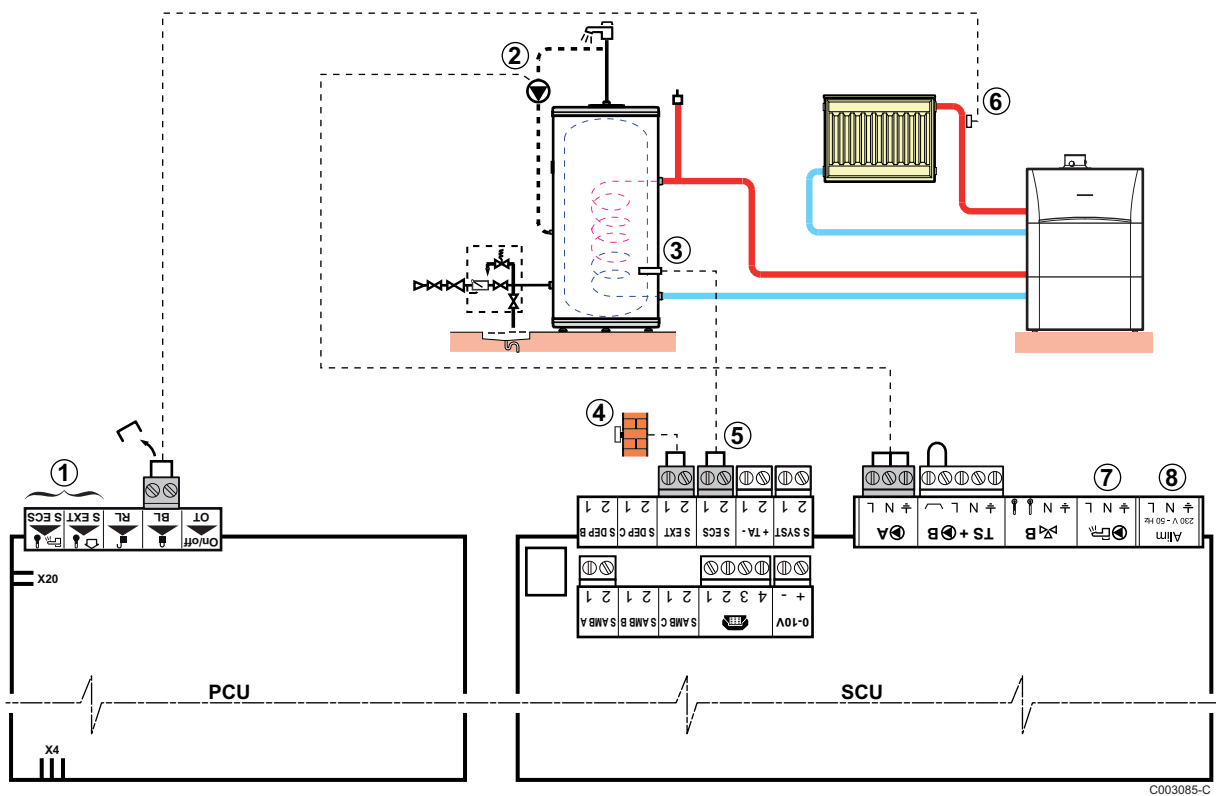 2
6
3
4
5
1
7
8
S ECS
S EXT
RL
BL
On/off
OT
X20
2 1
2 1
2 1
2 1
2 1
2 1
S DEP B
S DEP C
S EXT
S ECS
+ TA -
S SYST
L N
A
L N
TS + B
N
B
L N
L N
230 V - 50 Hz
Alim
2 1
2 1
2 1
1 2 3 4
- +
S AMB A
S AMB B
S AMB C
0-10V
PCU
SCU
X4
C003085-C